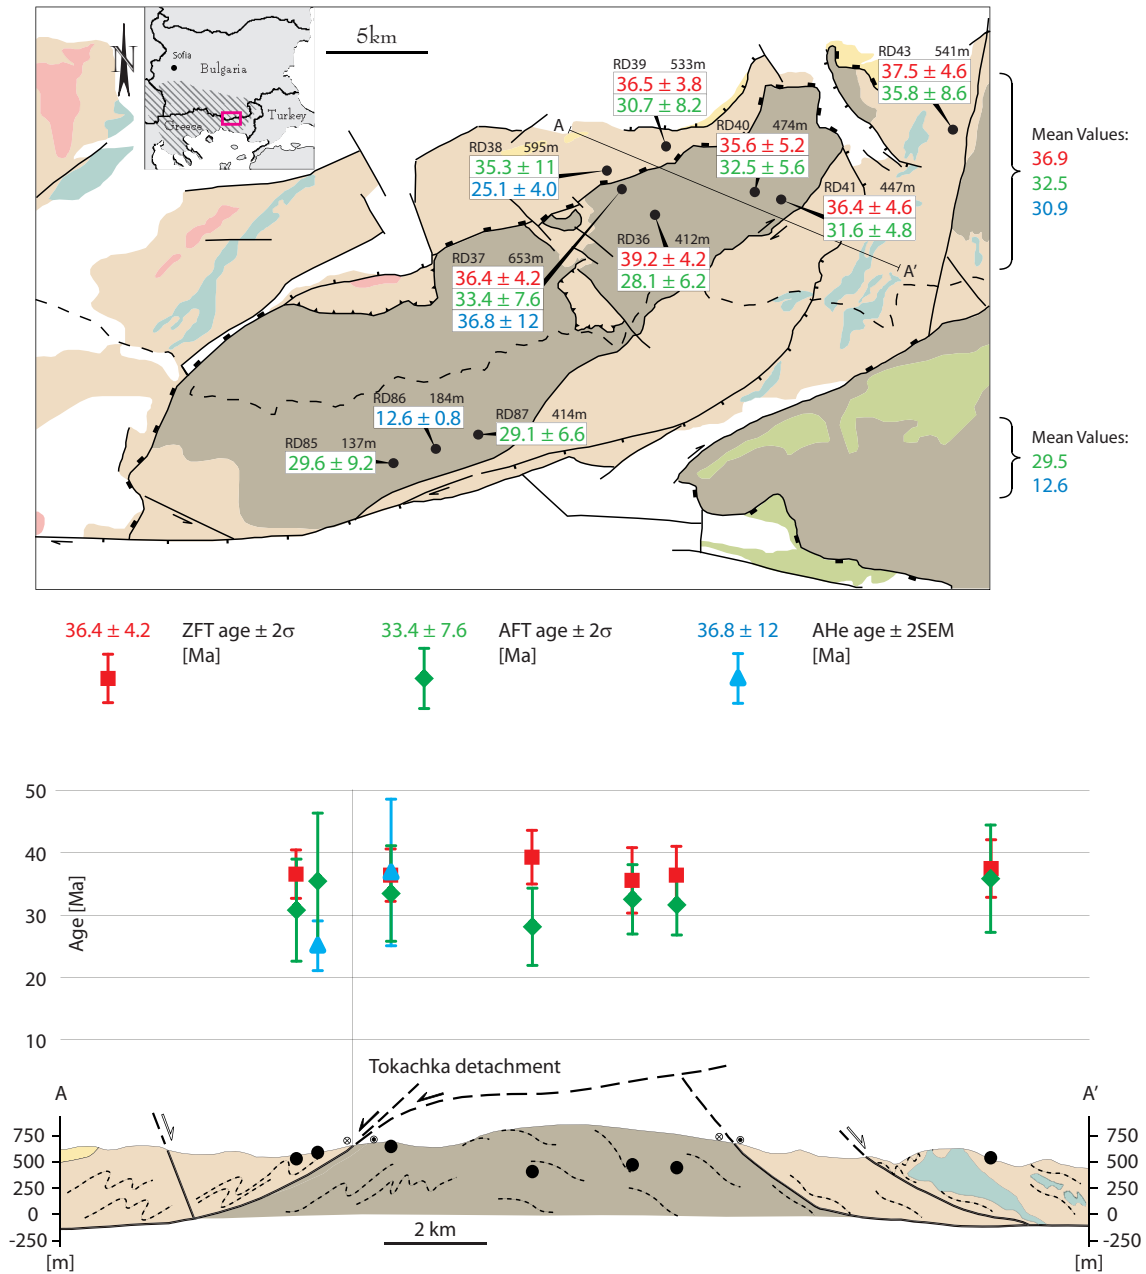 N
Sofia
Bulgaria
Greece
Turkey
5km
RD43 541m
37.5 ± 4.6
35.8 ± 8.6
RD39 533m
36.5 ± 3.8
30.7 ± 8.2
A
RD40 474m
35.6 ± 5.2
32.5 ± 5.6
RD38 595m
35.3 ± 11
25.1 ± 4.0
RD41 447m
36.4 ± 4.6
31.6 ± 4.8
RD36 412m
39.2 ± 4.2
28.1 ± 6.2
RD37 653m
36.4 ± 4.2
33.4 ± 7.6
36.8 ± 12
A'
RD86 184m
12.6 ± 0.8
RD87 414m
29.1 ± 6.6
RD85 137m
29.6 ± 9.2
Mean Values:
36.9
32.5
30.9
Mean Values:
29.5
12.6
36.4 ± 4.2
ZFT age ± 2σ
[Ma]
33.4 ± 7.6
AFT age ± 2σ
[Ma]
36.8 ± 12
AHe age ± 2SEM
[Ma]
50
40
30
20
10
Age [Ma]
Tokachka detachment
A
A'
750
500
250
0
-250
[m]
750
500
250
0
-250
[m]
2 km